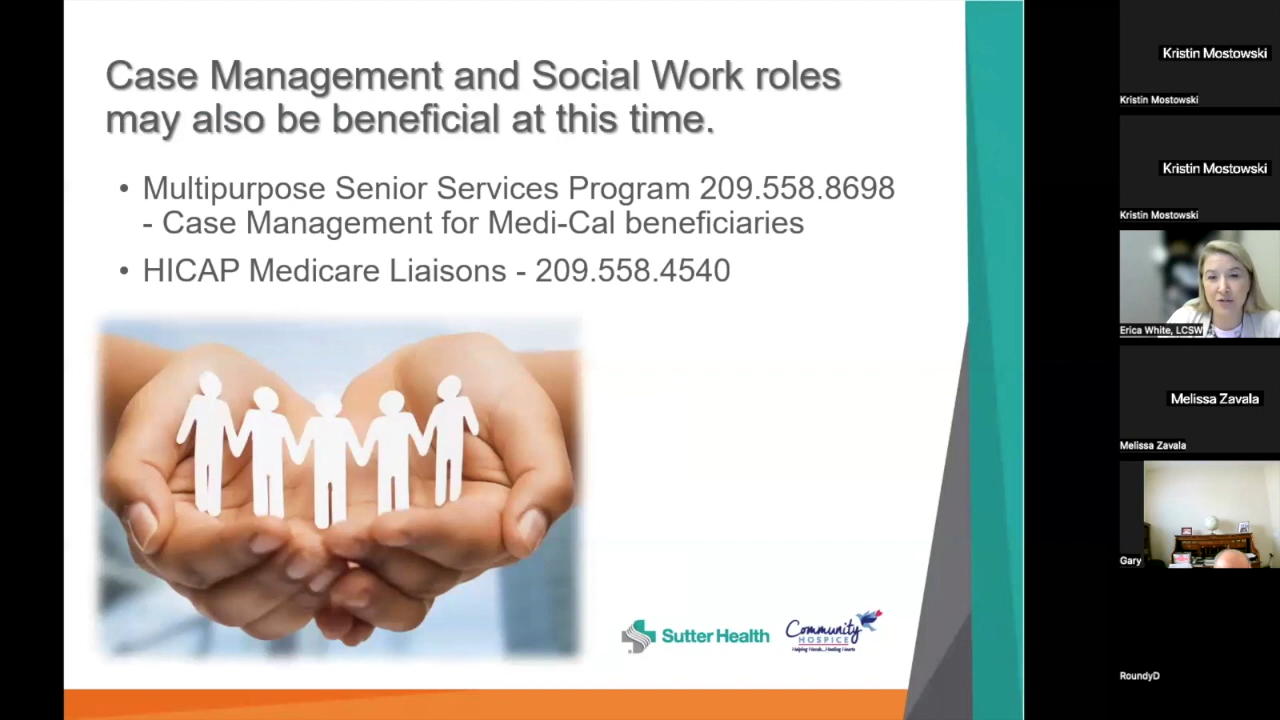 Case Management and Social Work roles
may also be beneficial at this time.
• Multipurpose Senior Services Program 209.558.8698
- Case Management for Medi-Cal beneficiaries
• HICAP Medicare Liaisons - 209.558.4540
Sutter Health
Community
HOSPICE
Helping Hands...Healing Hearts
Kristin Mostowski
Kristin Mostowski
Kristin Mostowski
Kristin Mostowski
Erica White, LCSW
Melissa Zavala
Melissa Zavala
Gary
RoundyD